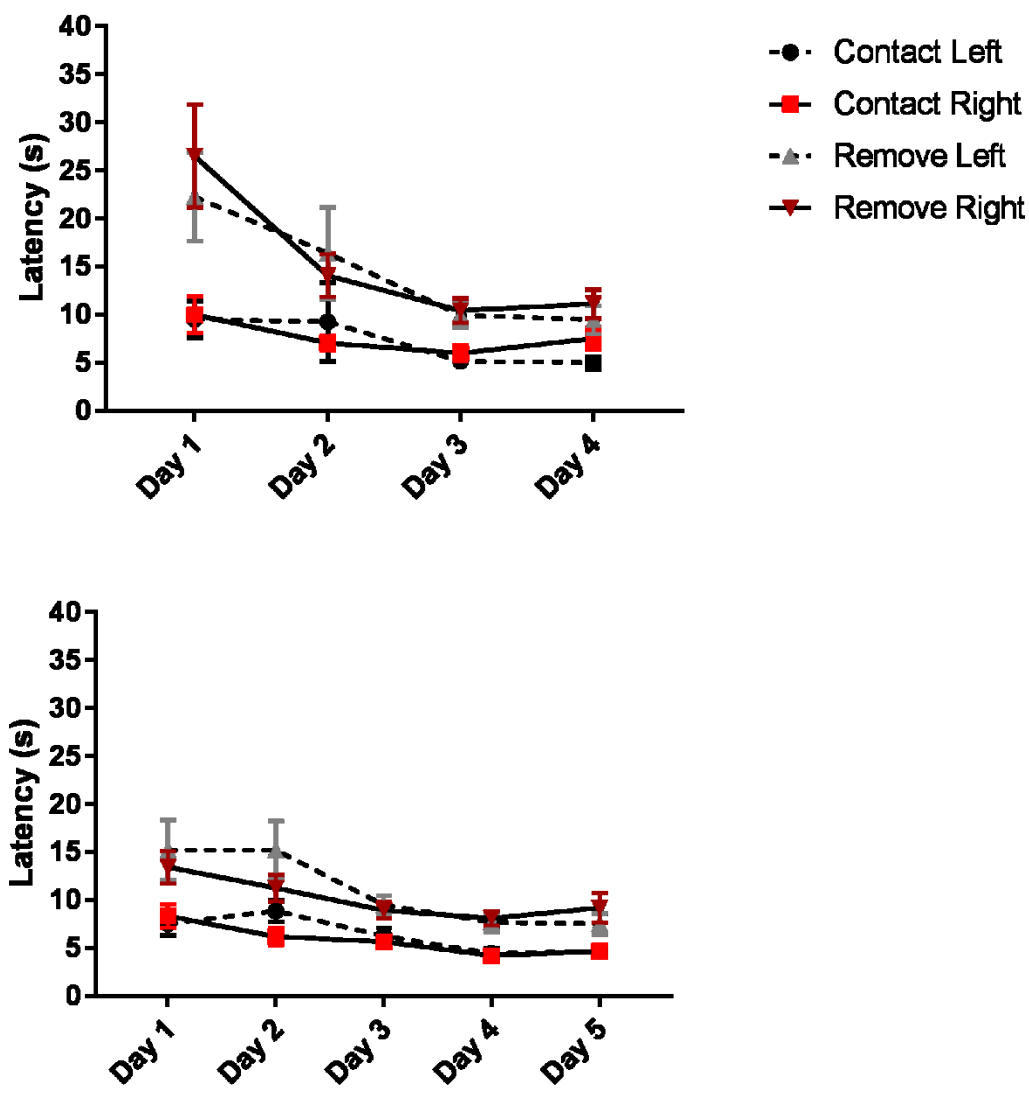 40
35
30
25
20
15
10
5
0
Latency (s)
Day 1
Day 2
Day 3
Day 4
Contact Left
Contact Right
Remove Left
Remove Right
40
35
30
25
20
15
10
5
0
Latency (s)
Day 1
Day 2
Day 3
Day 4
Day 5